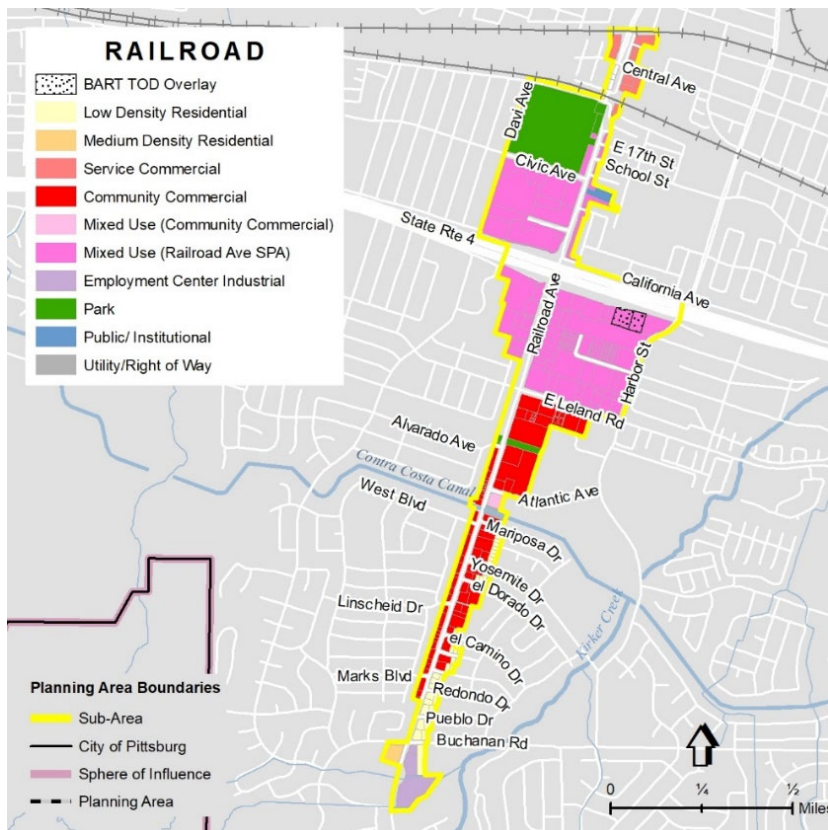 RAILROAD
BART TOD Overlay
Low Density Residential
Medium Density Residential
Service Commercial
Community Commercial
Mixed Use (Community Commercial)
Mixed Use (Railroad Ave SPA)
Employment Center Industrial
Park
Public/ Institutional
Utility/Right of Way
Central Ave
Davi Ave
E 17th St
School St
Civic Ave
State Rte 4
California Ave
Railroad Ave
Harbor St
E Leland Rd
Alvarado Ave
Contra Costa Canal
West Blvd
Atlantic Ave
Mariposa Dr
Yosemite Dr
el Dorado Dr
Linscheid Dr
Kirker Creek
el Camino Dr
Marks Blvd
Redondo Dr
Pueblo Dr
Buchanan Rd
Planning Area Boundaries
Sub-Area
City of Pittsburg
Sphere of Influence
Planning Area
0 ¼ ½
Miles